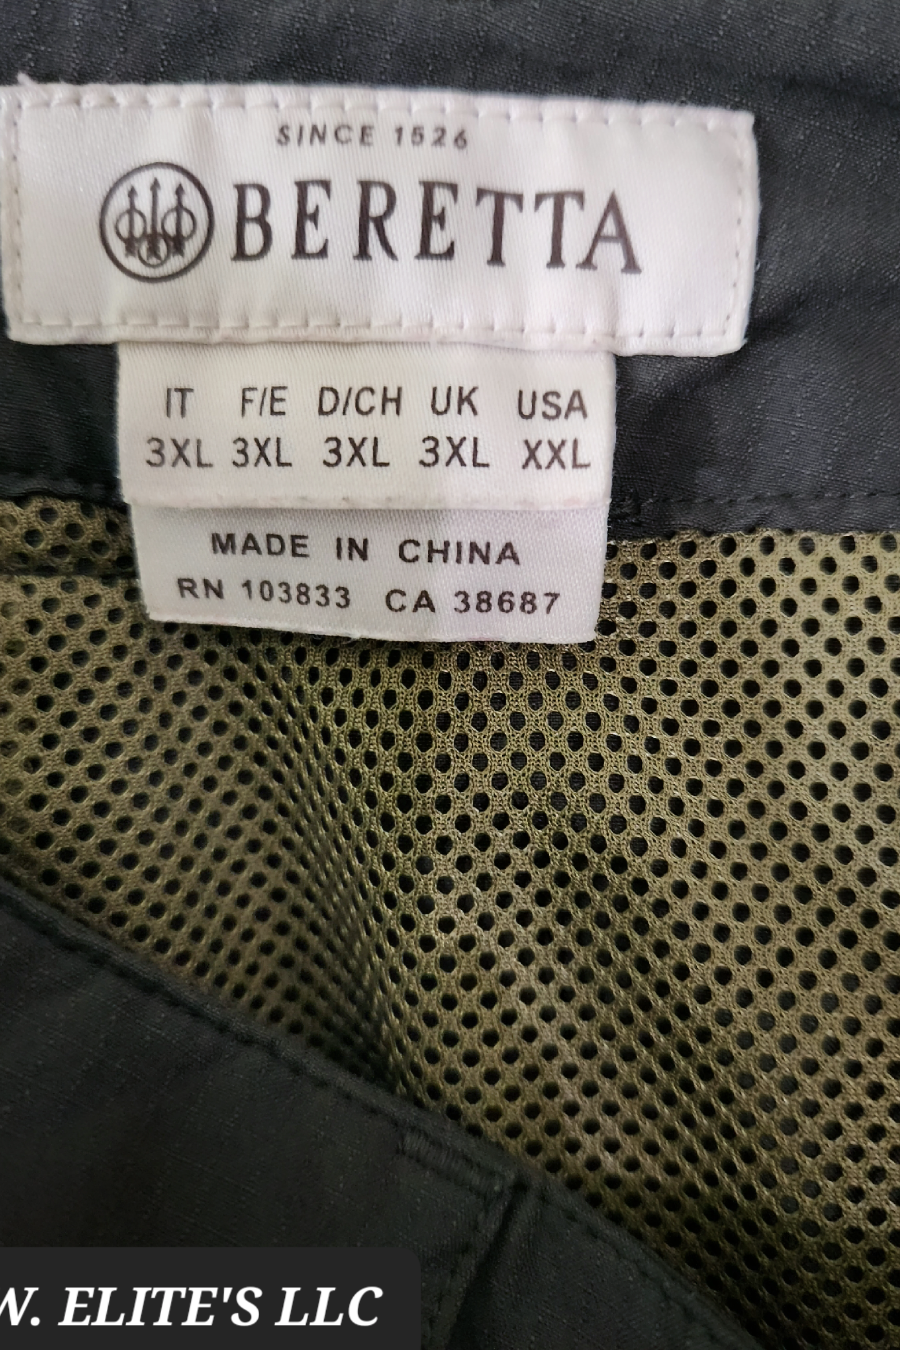 SINCE 1526
BERETTA
IT F/E D/CH UK USA
3XL 3XL 3XL 3XL XXL
MADE IN CHINA
RN 103833 CA 38687
W. ELITE'S LLC